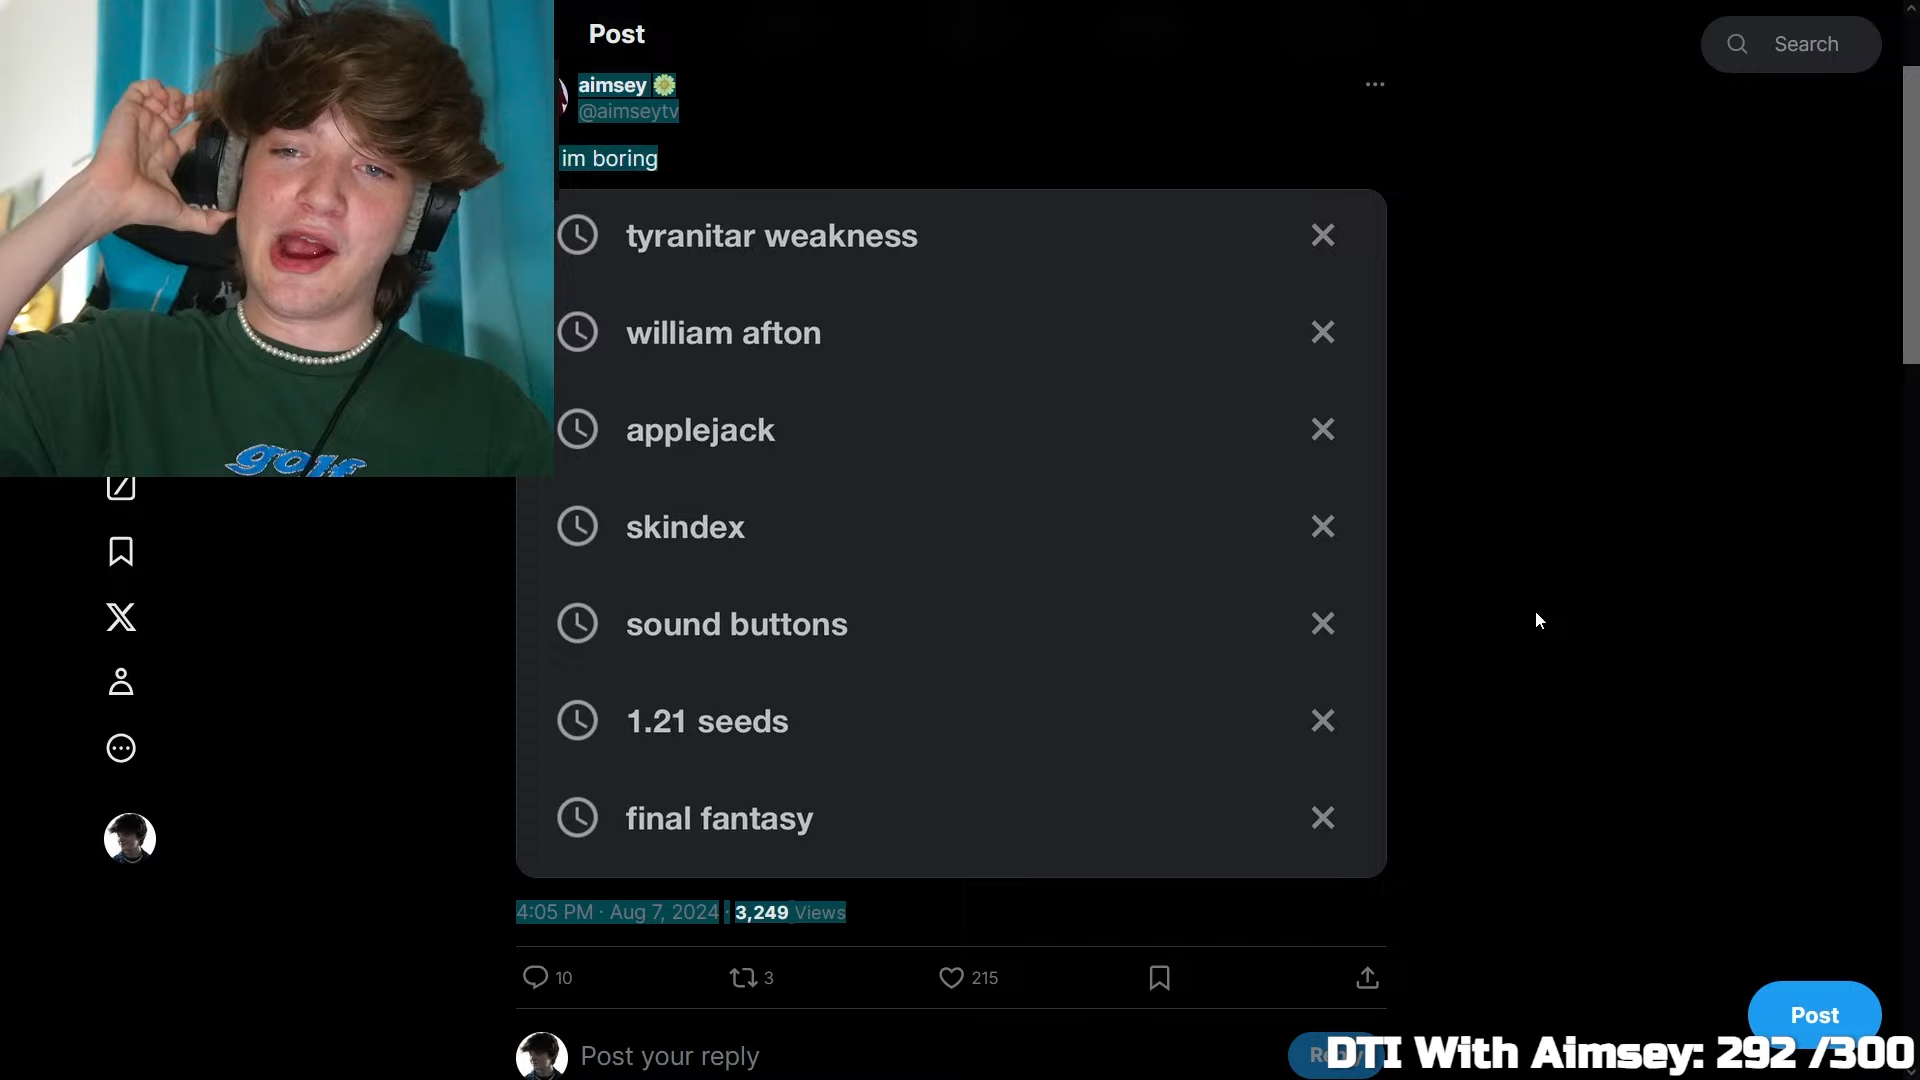 Post
Search
aimsey
@aimseytv
im boring
tyranitar weakness
william afton
applejack
skindex
sound buttons
1.21 seeds
final fantasy
4:05 PM · Aug 7, 2024 · 3,249 Views
10
3
215
Post
Post your reply
DTI With Aimsey: 292 /300
golf